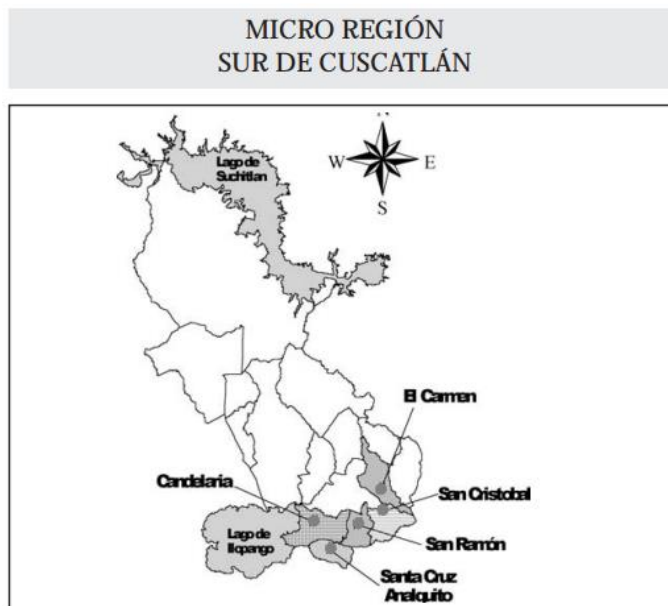 MICRO REGIÓN
SUR DE CUSCATLÁN
Lago de
Suchitlan
W
E
S
El Carmen
Candelaria
San Cristobal
Lago de
Ilopango
San Ramón
Santa Cruz
Analquito